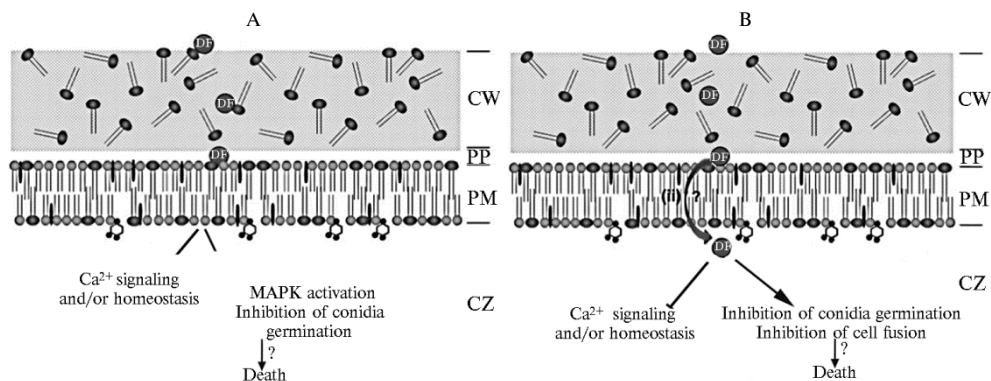 A
DF
DF
DF
CW
PP
PM
Ca²⁺ signaling
and/or homeostasis
MAPK activation
Inhibition of conidia
germination
?
Death
CZ
B
DF
DF
DF
CW
PP
PM
(ii) ?
DF
Ca²⁺ signaling
and/or homeostasis
Inhibition of conidia germination
Inhibition of cell fusion
?
Death
CZ